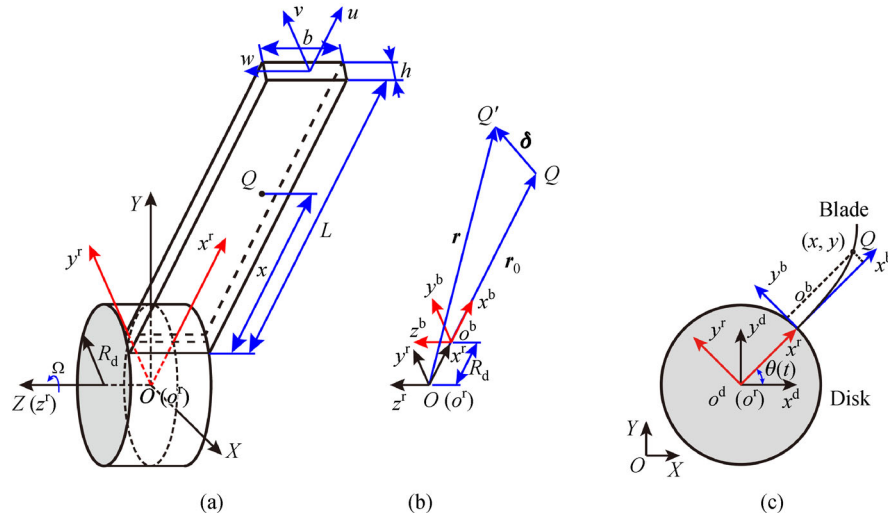 v
u
b
w
h
Q
Y
L
x
x^r
y^r
R_d
Ω
Z (z^r)
O (o^r)
X
(a)
Q′
δ
Q
r
r_0
y^b
x^b
z^b
o^b
y^r
x^r
R_d
z^r
O (o^r)
(b)
Blade
(x, y)
Q
x^b
y^b
o^b
y^r
y^d
x^r
θ(t)
o^d (o^r)
x^d
Disk
Y
O
X
(c)